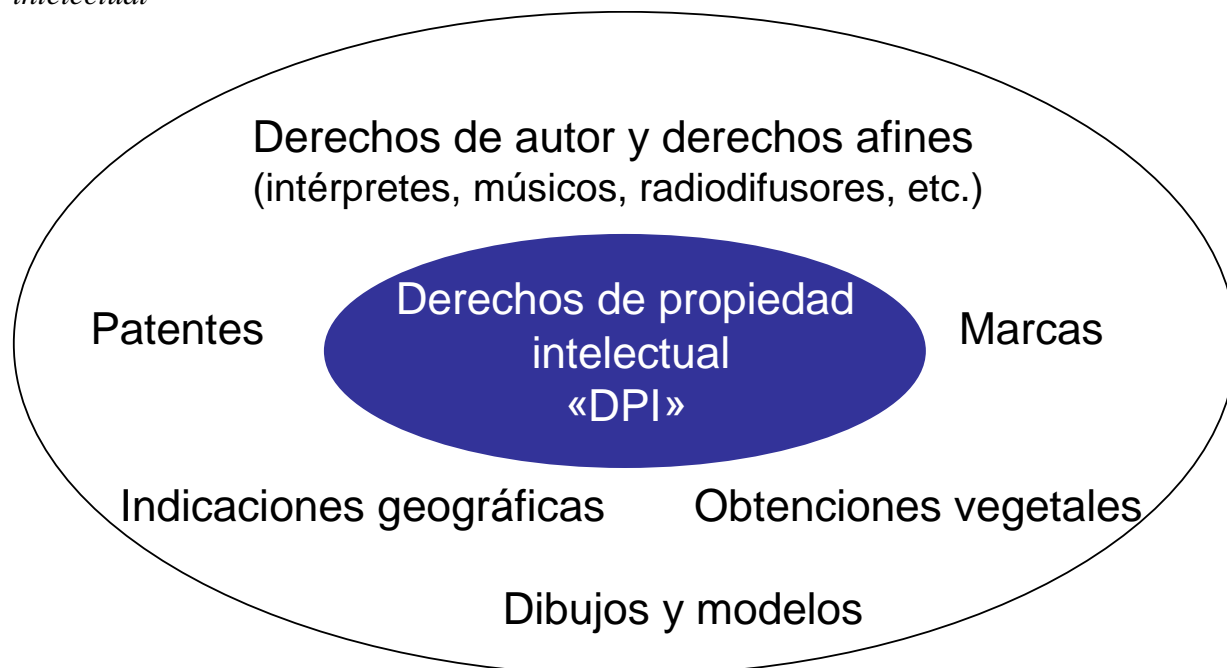 intelectual
Derechos de autor y derechos afines
(intérpretes, músicos, radiodifusores, etc.)
Derechos de propiedad
intelectual
«DPI»
Patentes
Marcas
Indicaciones geográficas
Obtenciones vegetales
Dibujos y modelos